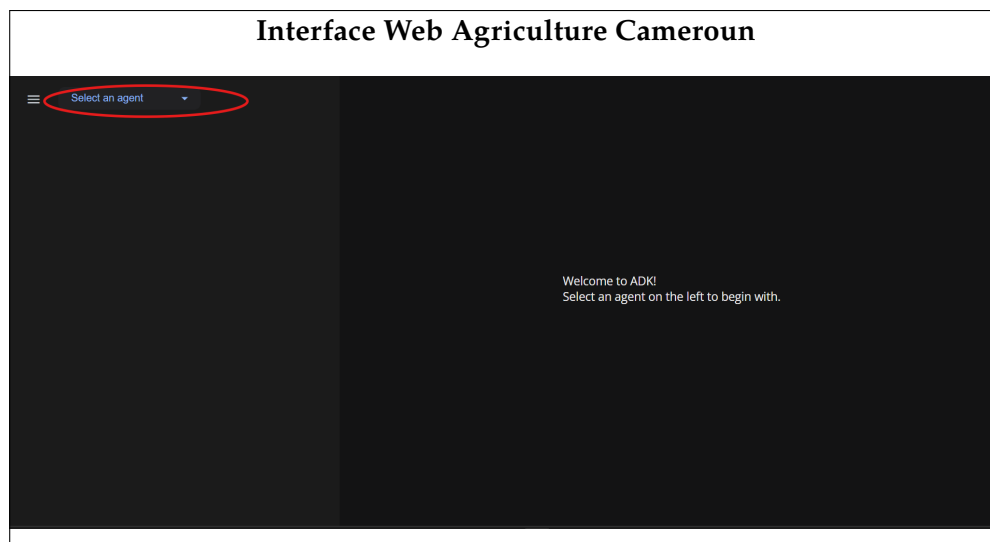 Interface Web Agriculture Cameroun
Select an agent
Welcome to ADK!
Select an agent on the left to begin with.